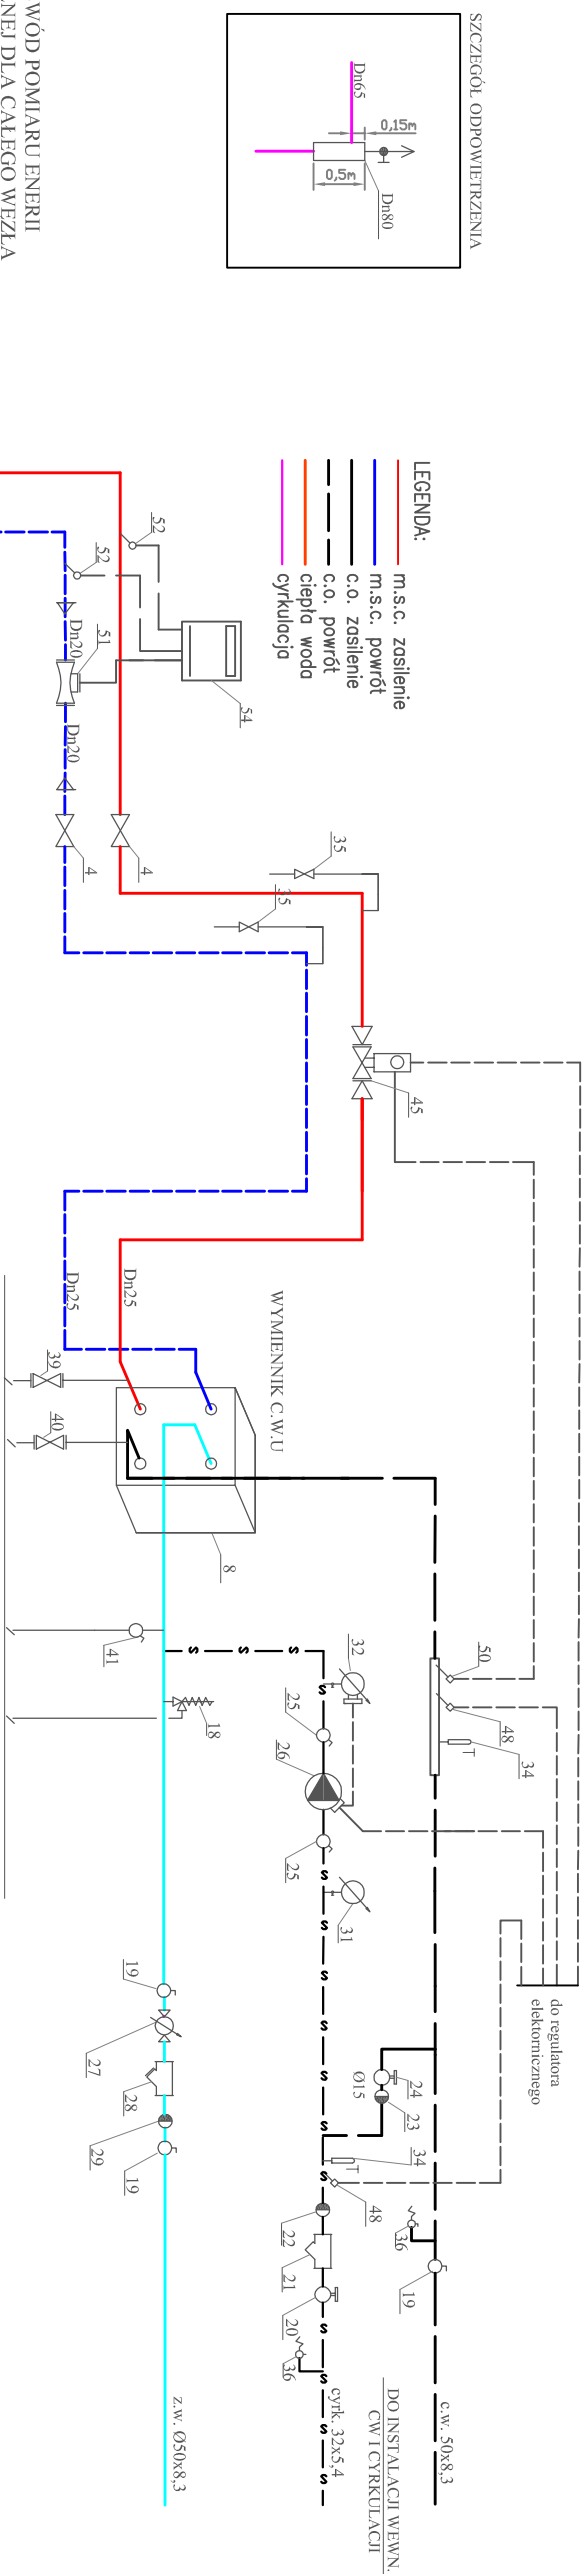 SZCZEGÓŁ ODPOWIETRZENIA
Dn65
0,15m
0,5m
Dn80
WÓD POMIARU ENERII
NEJ DLA CAŁEGO WĘZŁA
LEGENDA:
m.s.c. zasilenie
m.s.c. powrót
c.o. zasilenie
c.o. powrót
ciepła woda
cyrkulacja
52
52
Dn20
51
Dn20
54
4
4
35
35
45
Dn25
Dn25
WYMIENNIK C.W.U
39
40
8
41
18
50
48
T
34
32
25
26
25
31
do regulatora
elektornicznego
19
27
28
29
19
Ø15
24
23
34
T
48
22
21
20
36
36
19
DO INSTALACJI WEWN.
CW I CYRKULACJI
c.w. 50x8,3
cyrk. 32x5,4
z.w. Ø50x8,3